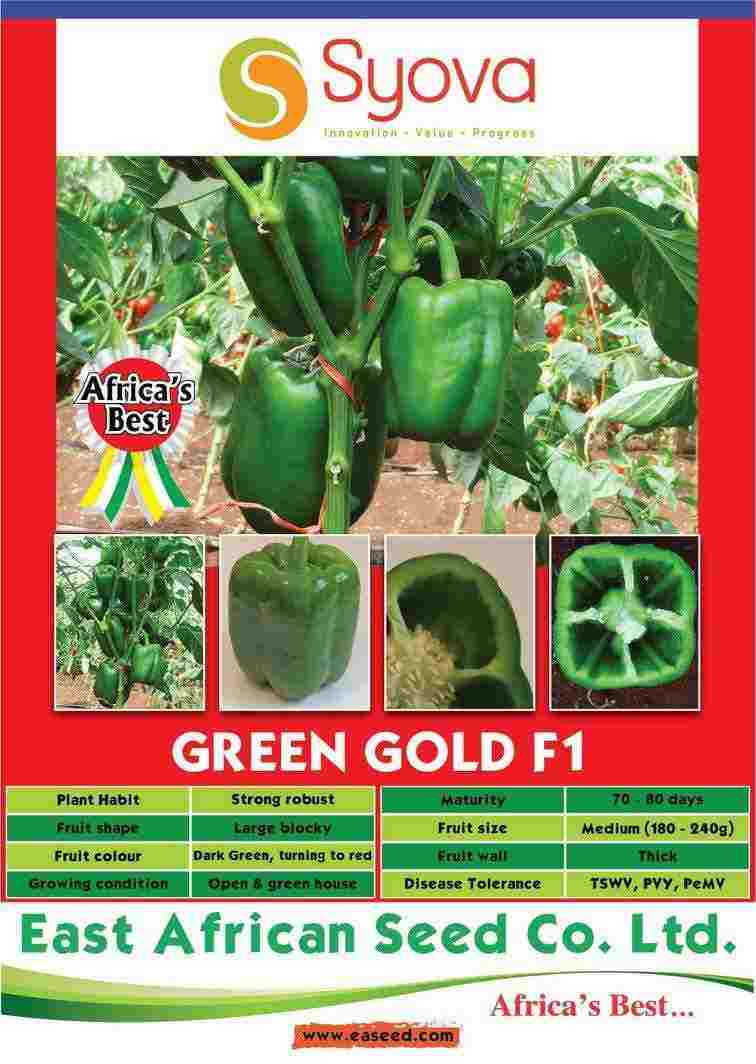 Syova
Innovation - Value - Progress
Africa's
Best
GREEN GOLD F1
Plant Habit Strong robust Maturity 70 - 80 days
Fruit shape Large blocky Fruit size Medium (180 - 240g)
Fruit colour Dark Green, turning to red Fruit wall Thick
Growing condition Open & green house Disease Tolerance TSWV, PVY, PeMV
East African Seed Co. Ltd.
Africa's Best...
www.easeed.com